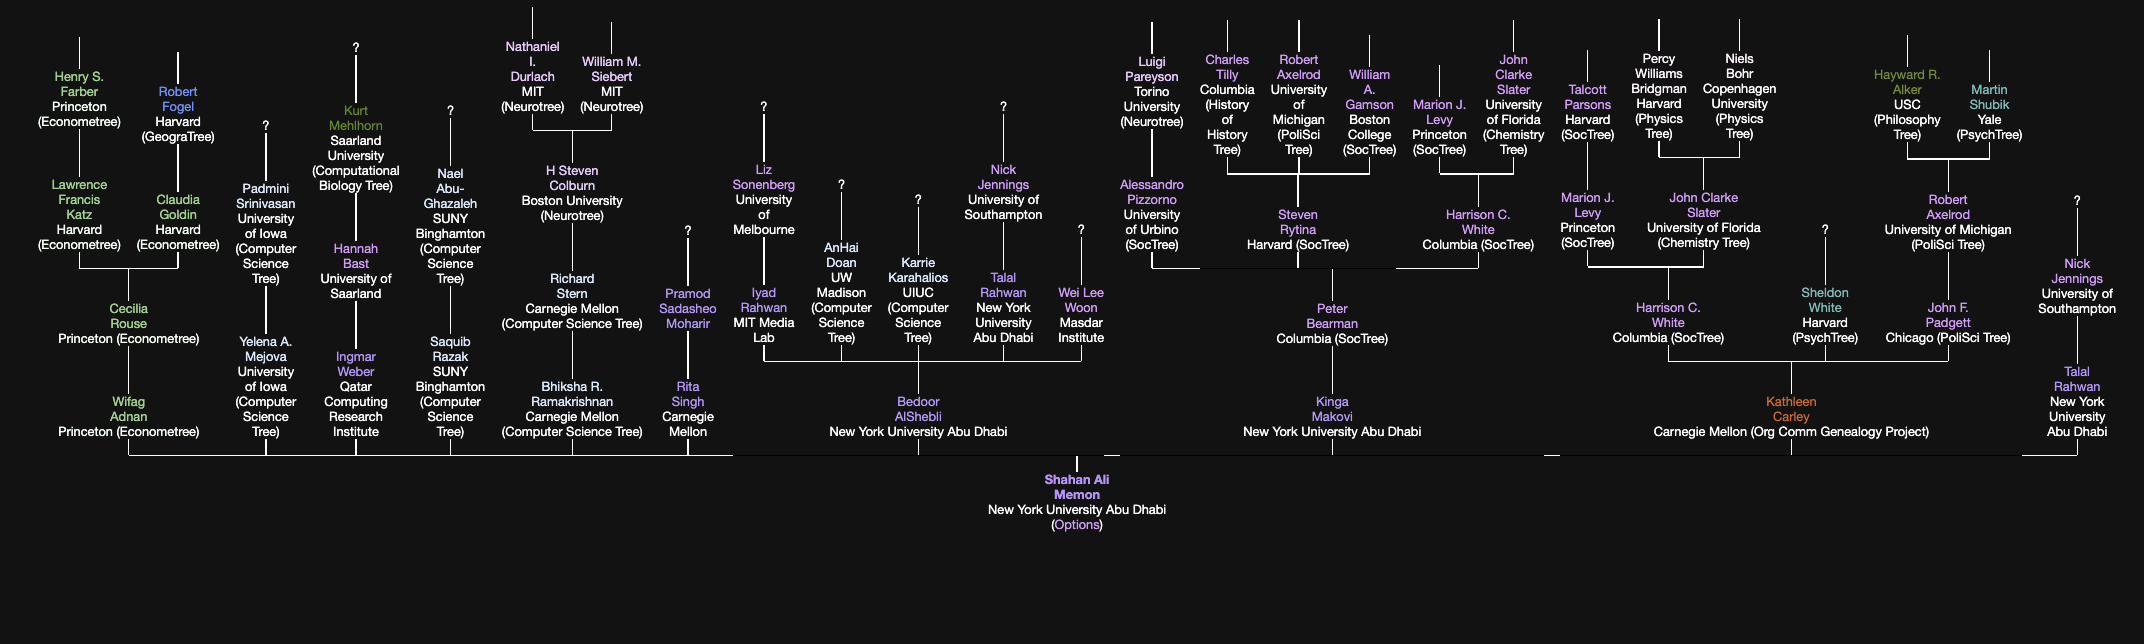 Henry S.
Farber
Princeton
(Econometree)
Lawrence
Francis
Katz
Harvard
(Econometree)
Robert
Fogel
Harvard
(GeograTree)
Claudia
Goldin
Harvard
(Econometree)
Cecilia
Rouse
Princeton (Econometree)
Wifag
Adnan
Princeton (Econometree)
?
Padmini
Srinivasan
University
of Iowa
(Computer
Science
Tree)
Yelena A.
Mejova
University
of Iowa
(Computer
Science
Tree)
?
Kurt
Mehlhorn
Saarland
University
(Computational
Biology Tree)
Hannah
Bast
University of
Saarland
Ingmar
Weber
Qatar
Computing
Research
Institute
?
Nael
Abu-
Ghazaleh
SUNY
Binghamton
(Computer
Science
Tree)
Saquib
Razak
SUNY
Binghamton
(Computer
Science
Tree)
Nathaniel
I.
Durlach
MIT
(Neurotree)
William M.
Siebert
MIT
(Neurotree)
H Steven
Colburn
Boston University
(Neurotree)
Richard
Stern
Carnegie Mellon
(Computer Science Tree)
Bhiksha R.
Ramakrishnan
Carnegie Mellon
(Computer Science Tree)
?
Pramod
Sadasheo
Moharir
Rita
Singh
Carnegie
Mellon
?
Liz
Sonenberg
University
of
Melbourne
Iyad
Rahwan
MIT Media
Lab
?
AnHai
Doan
UW
Madison
(Computer
Science
Tree)
?
Karrie
Karahalios
UIUC
(Computer
Science
Tree)
?
Nick
Jennings
University of
Southampton
Talal
Rahwan
New York
University
Abu Dhabi
?
Wei Lee
Woon
Masdar
Institute
Bedoor
AlShebli
New York University Abu Dhabi
Luigi
Pareyson
Torino
University
(Neurotree)
Alessandro
Pizzorno
University
of Urbino
(SocTree)
Charles
Tilly
Columbia
(History
of
History
Tree)
Robert
Axelrod
University
of
Michigan
(PoliSci
Tree)
William
A.
Gamson
Boston
College
(SocTree)
Steven
Rytina
Harvard (SocTree)
Marion J.
Levy
Princeton
(SocTree)
John
Clarke
Slater
University
of Florida
(Chemistry
Tree)
Harrison C.
White
Columbia (SocTree)
Peter
Bearman
Columbia (SocTree)
Kinga
Makovi
New York University Abu Dhabi
Talcott
Parsons
Harvard
(SocTree)
Marion J.
Levy
Princeton
(SocTree)
Percy
Williams
Bridgman
Harvard
(Physics
Tree)
Niels
Bohr
Copenhagen
University
(Physics
Tree)
John Clarke
Slater
University of Florida
(Chemistry Tree)
Harrison C.
White
Columbia (SocTree)
?
Sheldon
White
Harvard
(PsychTree)
Hayward R.
Alker
USC
(Philosophy
Tree)
Martin
Shubik
Yale
(PsychTree)
Robert
Axelrod
University of Michigan
(PoliSci Tree)
John F.
Padgett
Chicago (PoliSci Tree)
Kathleen
Carley
Carnegie Mellon (Org Comm Genealogy Project)
?
Nick
Jennings
University of
Southampton
Talal
Rahwan
New York
University
Abu Dhabi
Shahan Ali
Memon
New York University Abu Dhabi
(Options)